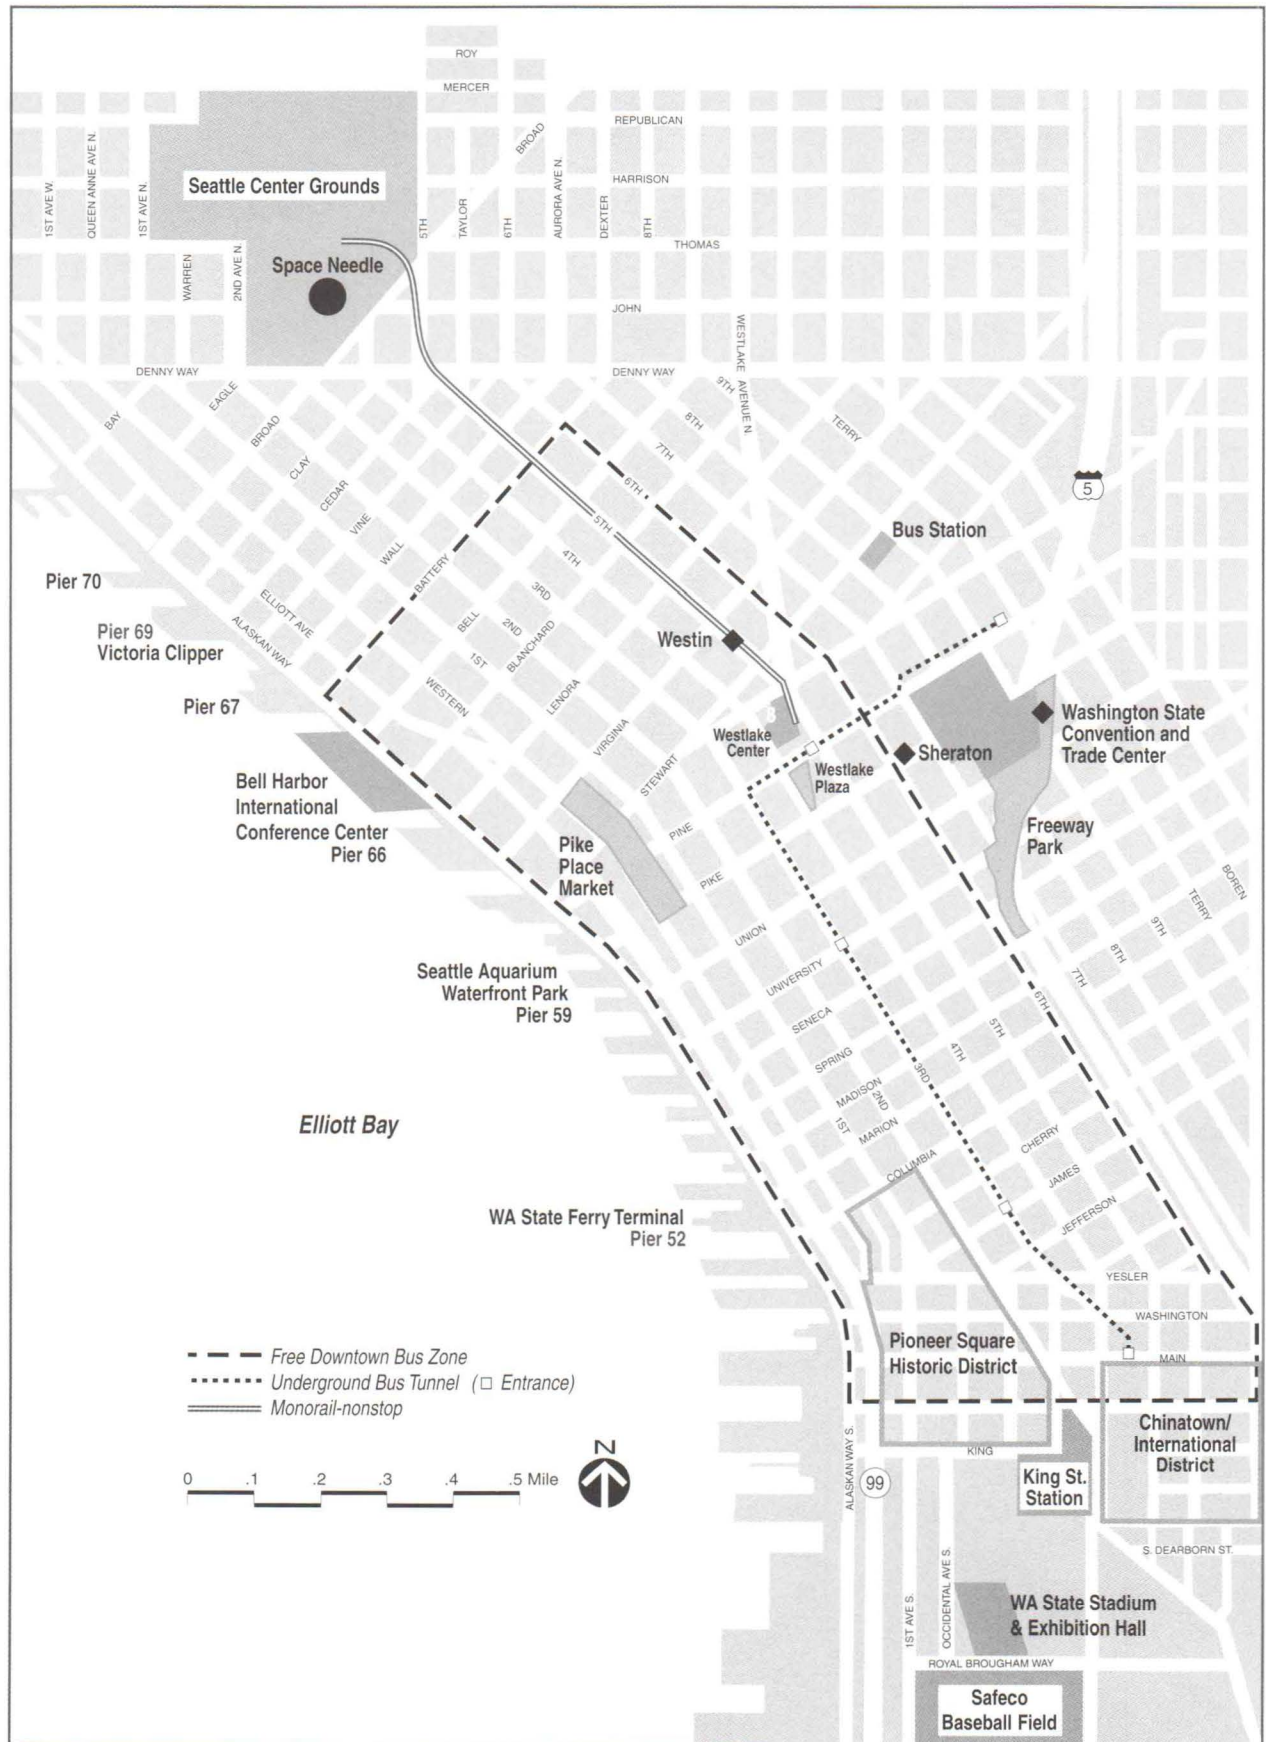 ROY
MERCER
REPUBLICAN
BROAD
HARRISON
Seattle Center Grounds
1ST AVE W.
QUEEN ANNE AVE N.
1ST AVE N.
5TH
TAYLOR
6TH
AURORA AVE N.
DEXTER
8TH
THOMAS
WARREN
2ND AVE N.
Space Needle
JOHN
WESTLAKE AVENUE N.
DENNY WAY
DENNY WAY
9TH
BAY
EAGLE
BROAD
8TH
TERRY
7TH
CLAY
CEDAR
6TH
5
VINE
5TH
Bus Station
WALL
4TH
BATTERY
Pier 70
3RD
ELLIOTT AVE
BELL
2ND
ALASKAN WAY
Pier 69
Victoria Clipper
BLANCHARD
1ST
Westin
WESTERN
LENORA
Pier 67
VIRGINIA
Westlake
Center
Washington State
Convention and
Trade Center
Sheraton
STEWART
Westlake
Plaza
Bell Harbor
International
Conference Center
Pier 66
PINE
Freeway
Park
Pike
Place
Market
PIKE
BOREN
TERRY
9TH
UNION
8TH
UNIVERSITY
7TH
Seattle Aquarium
Waterfront Park
Pier 59
6TH
SENECA
5TH
SPRING
4TH
3RD
MADISON
2ND
1ST
MARION
Elliott Bay
CHERRY
COLUMBIA
JAMES
JEFFERSON
WA State Ferry Terminal
Pier 52
YESLER
WASHINGTON
Pioneer Square
Historic District
MAIN
Free Downtown Bus Zone
Underground Bus Tunnel ( Entrance)
Monorail-nonstop
Chinatown/
International
District
KING
N
0 .1 .2 .3 .4 .5 Mile
ALASKAN WAY S.
99
King St.
Station
S. DEARBORN ST.
1ST AVE S.
OCCIDENTAL AVE S.
WA State Stadium
& Exhibition Hall
ROYAL BROUGHAM WAY
Safeco
Baseball Field